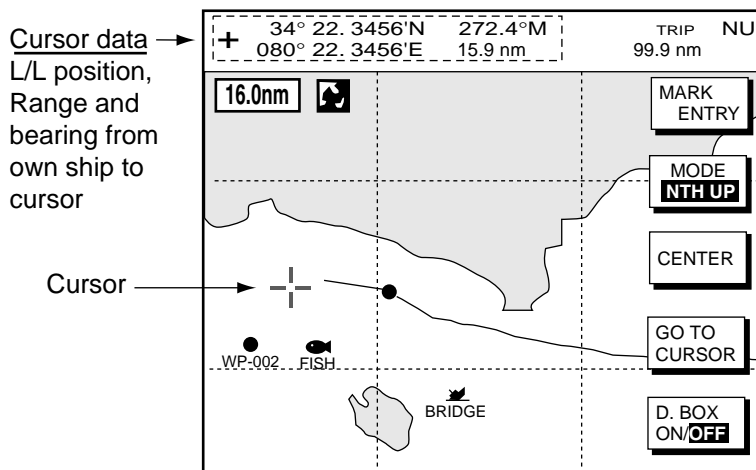 Cursor data
L/L position,
Range and
bearing from
own ship to
cursor
+ 34° 22. 3456'N 272.4°M
080° 22. 3456'E 15.9 nm
TRIP NU
99.9 nm
16.0nm
MARK
ENTRY
MODE
NTH UP
CENTER
Cursor
GO TO
CURSOR
WP-002 FISH
BRIDGE
D. BOX
ON/OFF